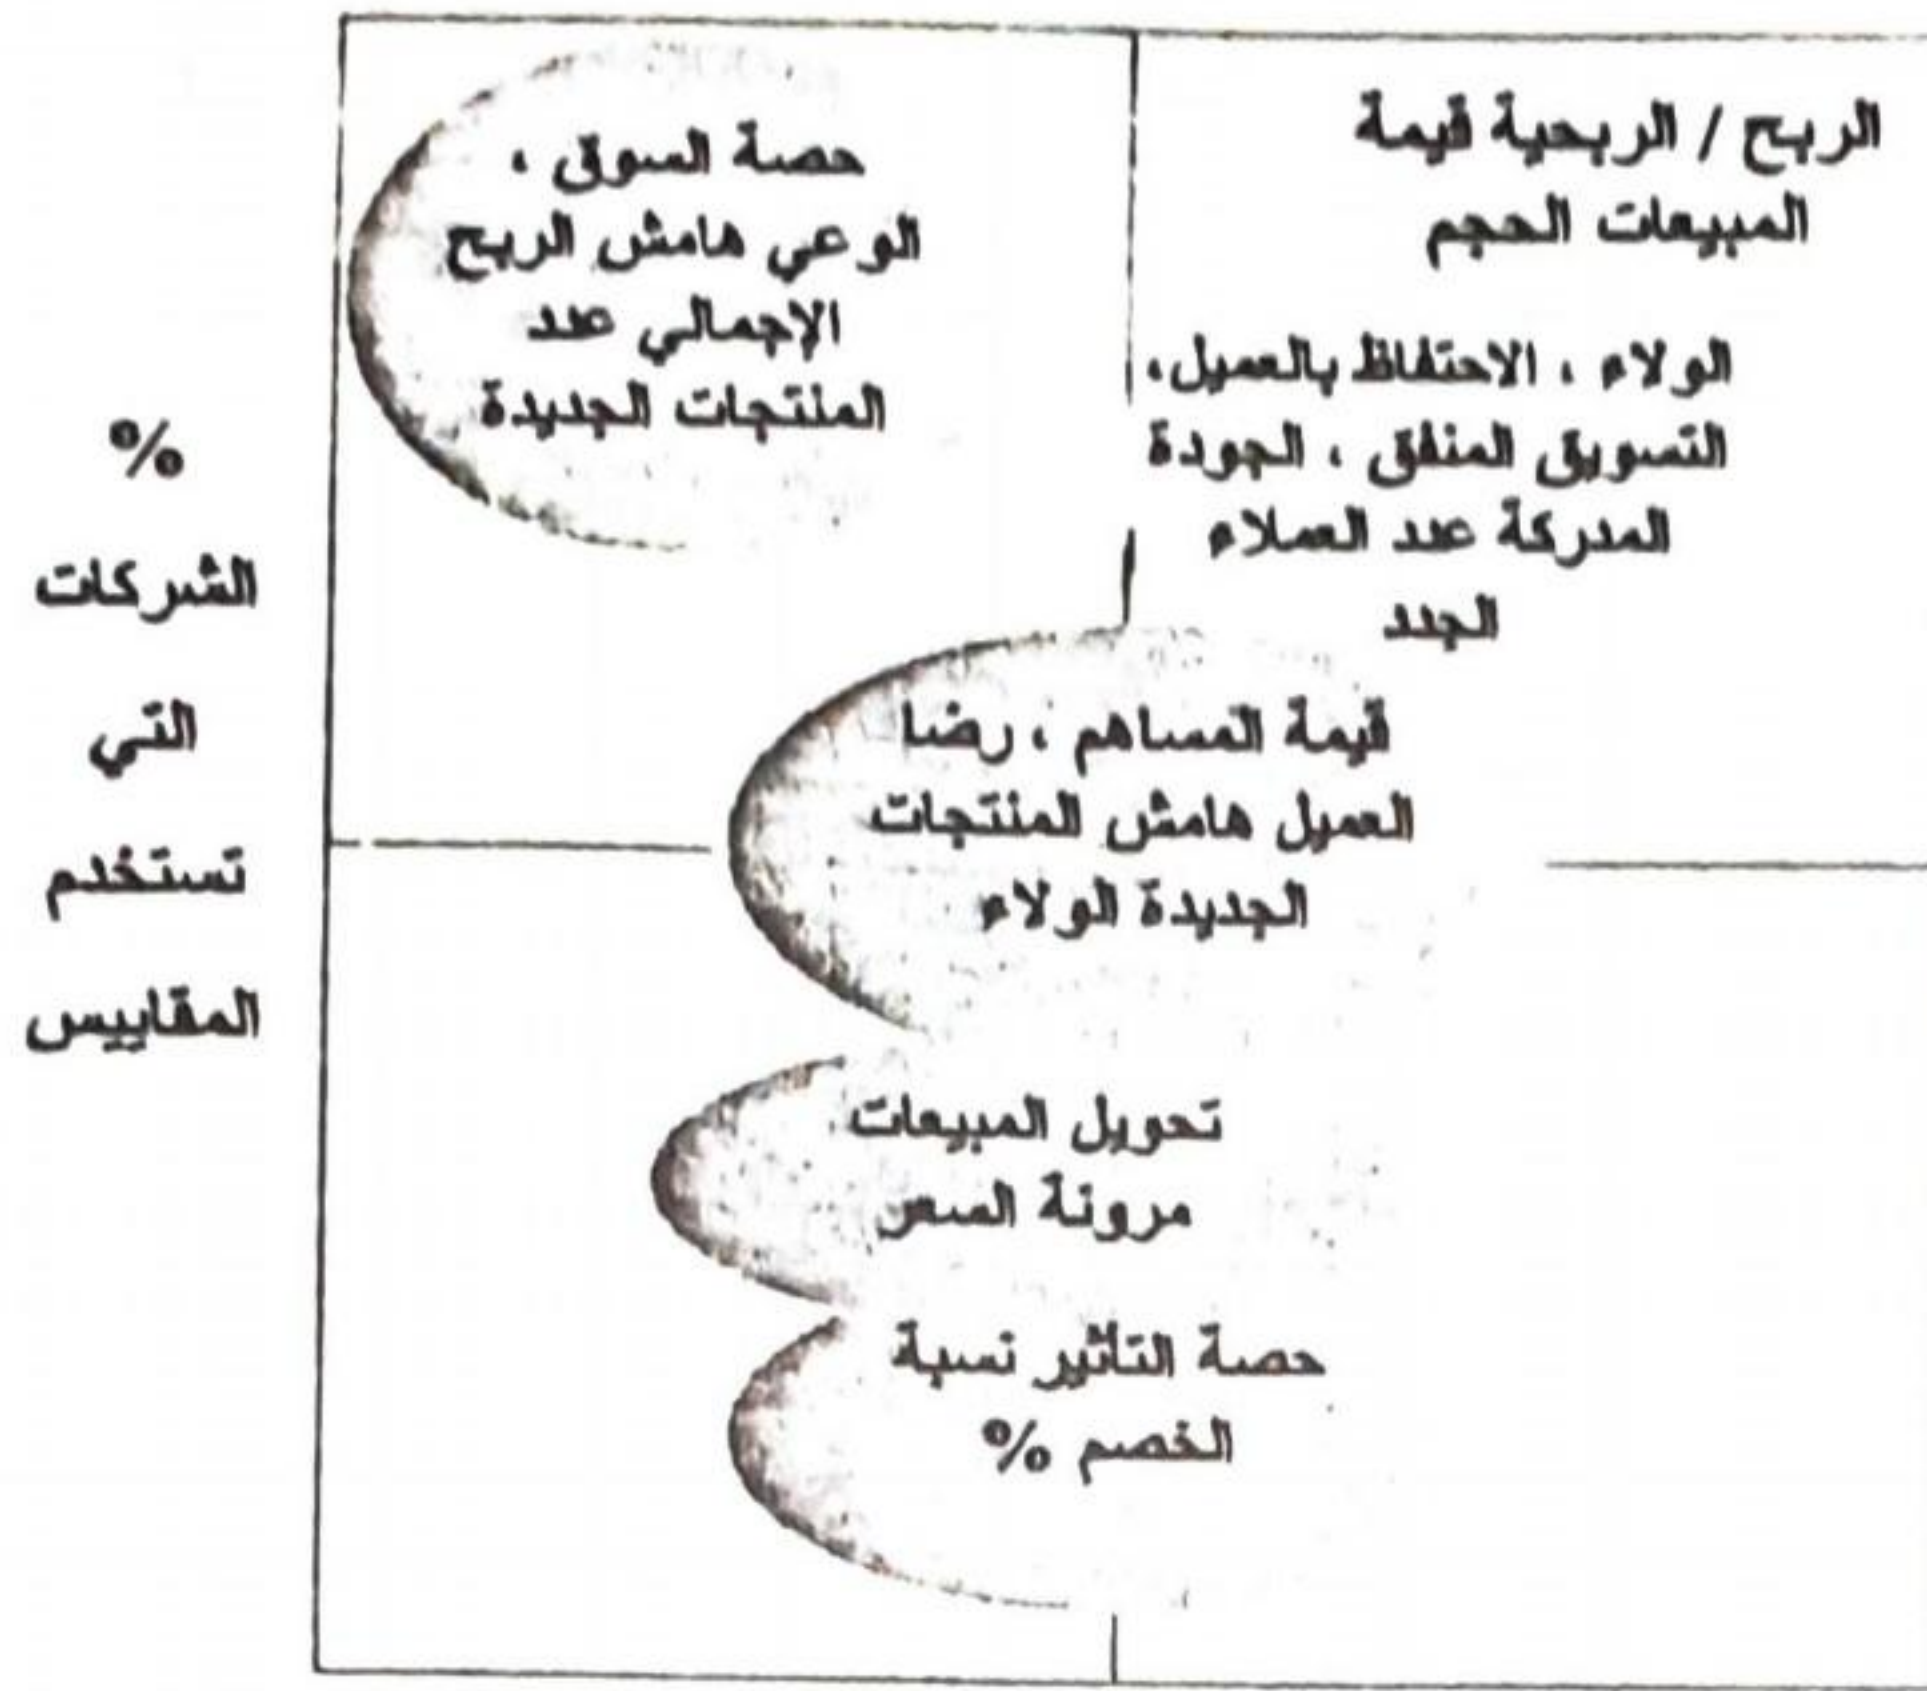 الربح / الربحية قيمة
المبيعات الحجم
الولاء ، الاحتفاظ بالعميل،
التسويق المنفق ، الجودة
المدركة عدد العملاء
الجدد
حصة السوق ،
الوعي هامش الربح
الإجمالي عدد
المنتجات الجديدة
قيمة المساهم ، رضا
العميل هامش المنتجات
الجديدة الولاء
تحويل المبيعات
مرونة السعر
حصة التأثير نسبة
الخصم %
%
الشركات
التي
تستخدم
المقاييس